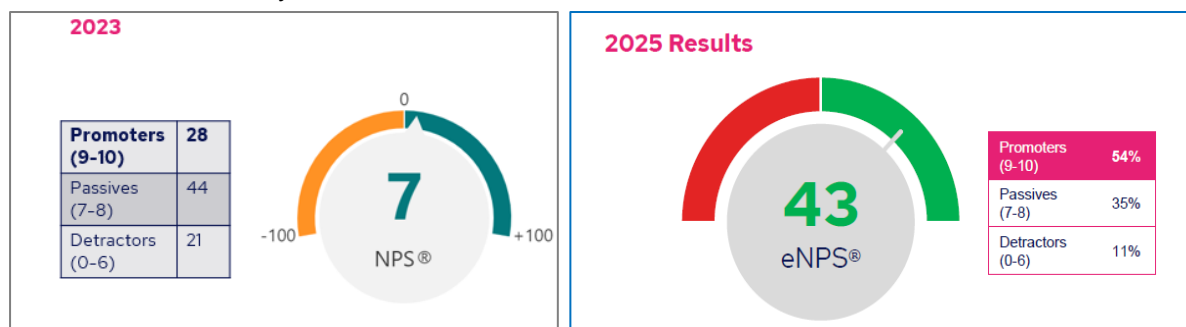 2023
Promoters 28
(9-10)
Passives 44
(7-8)
Detractors 21
(0-6)
0
7
-100
+100
NPS®
2025 Results
43
eNPS®
Promoters
(9-10) 54%
Passives
(7-8) 35%
Detractors
(0-6) 11%